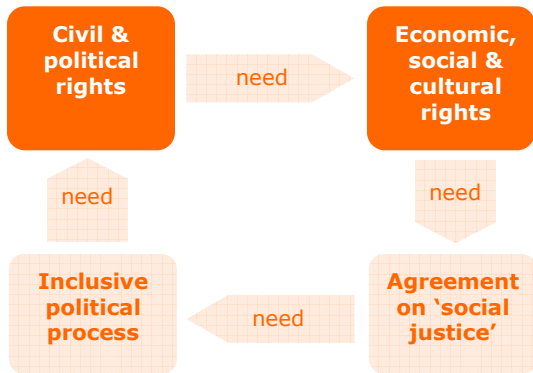 Civil &
political
rights
need
Economic,
social &
cultural
rights
need
Agreement
on ‘social
justice’
need
Inclusive
political
process
need